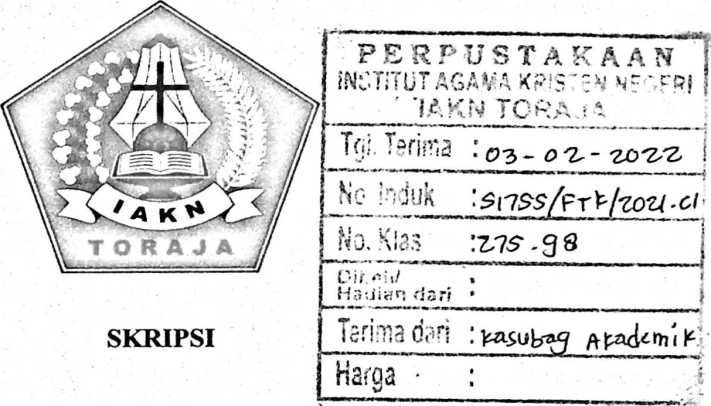 IAKN
TORAJA
SKRIPSI
PERPUSTAKAAN
INSTITUT AGAMA KRISTEN NEGERI
IAKN TORAJA
Tgl. Terima : 03-02-2022
No Induk : S1755/FTK/2021.c1
No. Klas : 275.98
Hadiah dari :
Terima dari : kasubag Akademik
Harga :